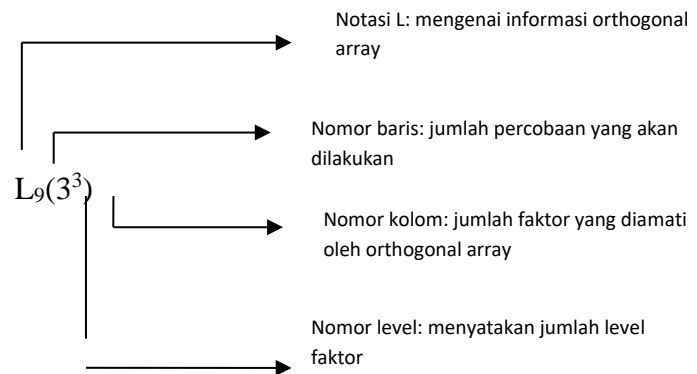 Notasi L: mengenai informasi orthogonal
array
Nomor baris: jumlah percobaan yang akan
dilakukan
L₉(3³)
Nomor kolom: jumlah faktor yang diamati
oleh orthogonal array
Nomor level: menyatakan jumlah level
faktor